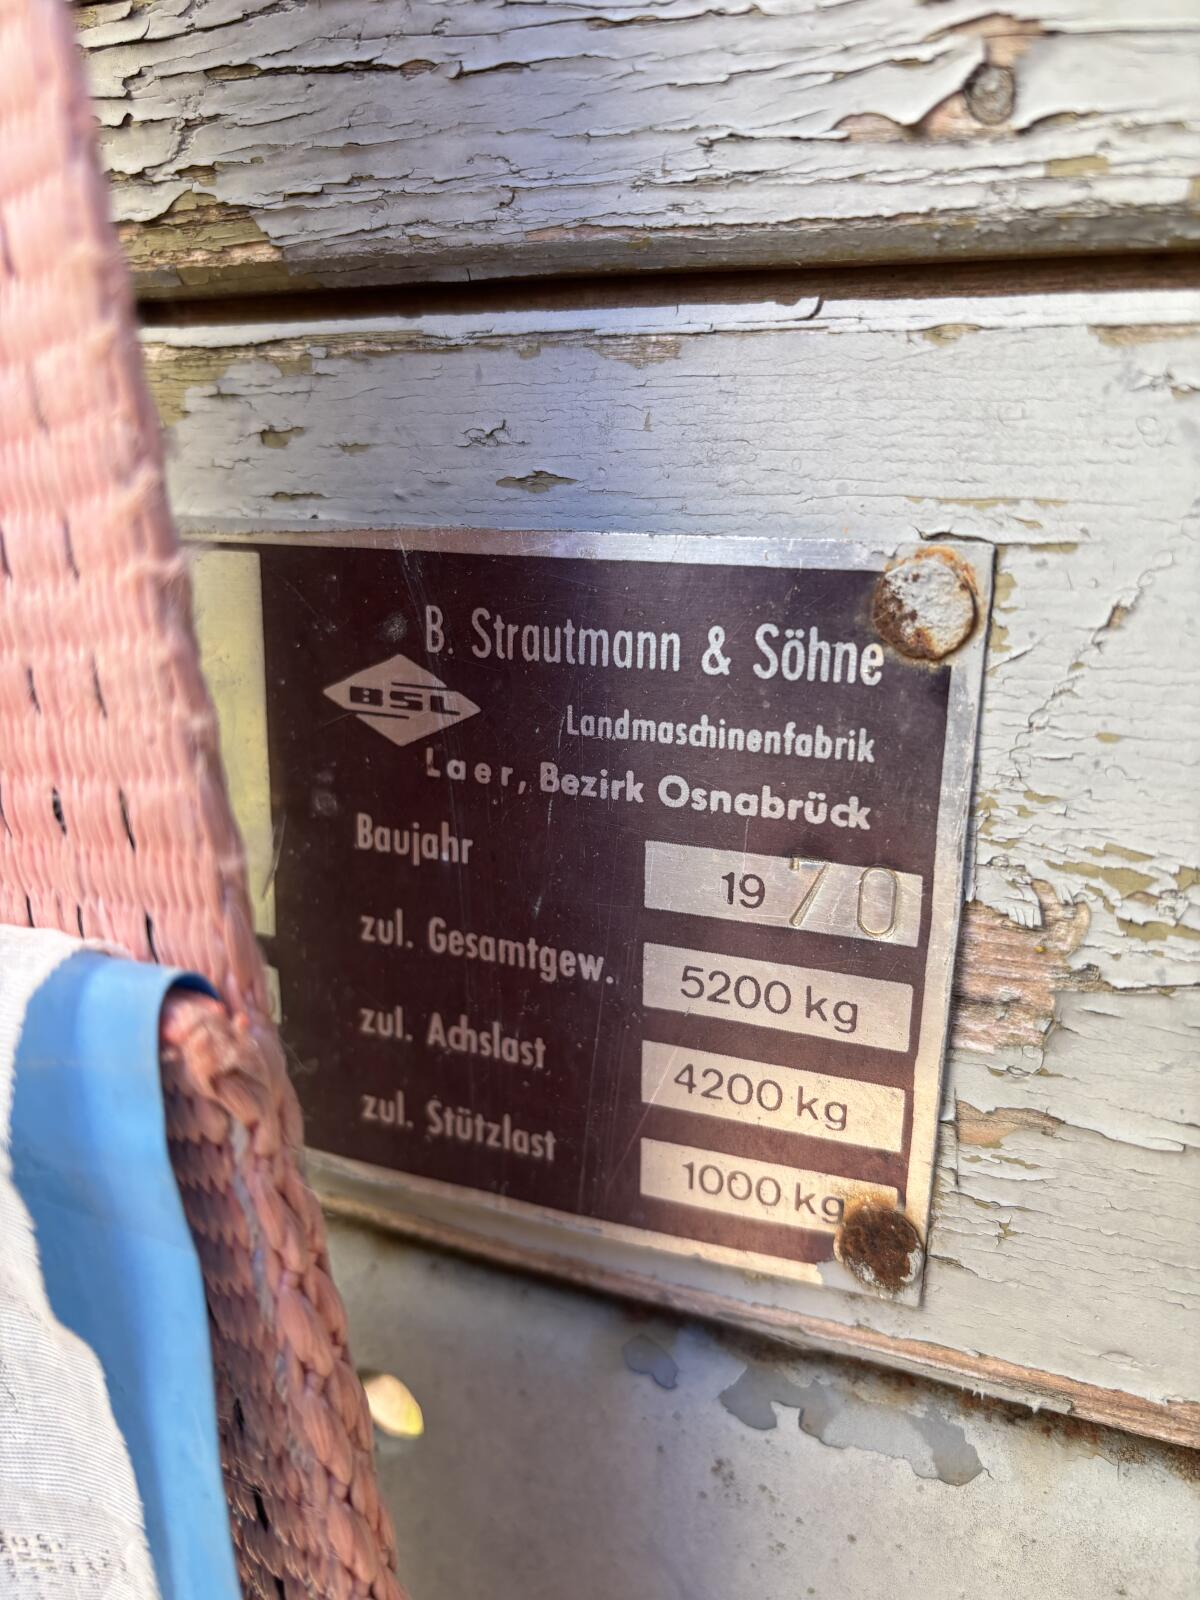 B. Strautmann & Söhne
BSL
Landmaschinenfabrik
Laer, Bezirk Osnabrück
Baujahr 1970
zul. Gesamtgew. 5200 kg
zul. Achslast 4200 kg
zul. Stützlast 1000 kg